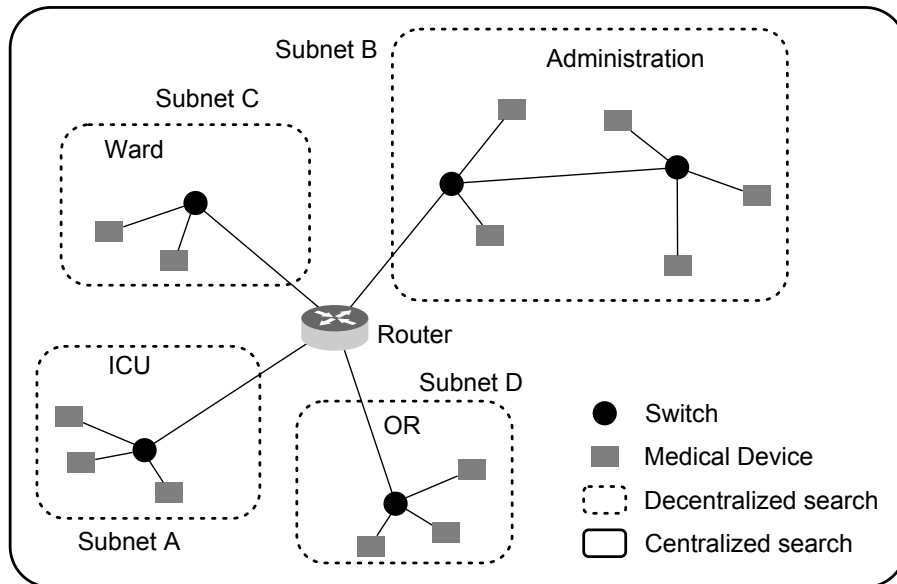 Subnet B
Administration
Subnet C
Ward
Router
ICU
Subnet D
OR
Subnet A
Switch
Medical Device
Decentralized search
Centralized search